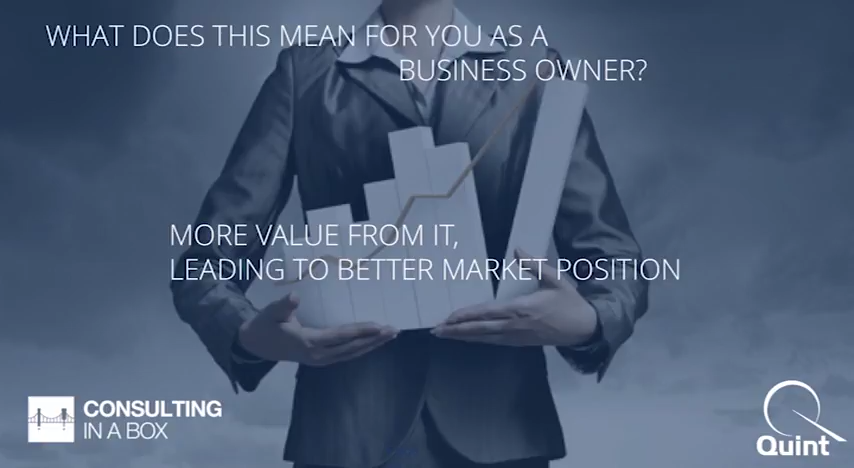 WHAT DOES THIS MEAN FOR YOU AS A
BUSINESS OWNER?
MORE VALUE FROM IT,
LEADING TO BETTER MARKET POSITION
CONSULTING
IN A BOX
Quint